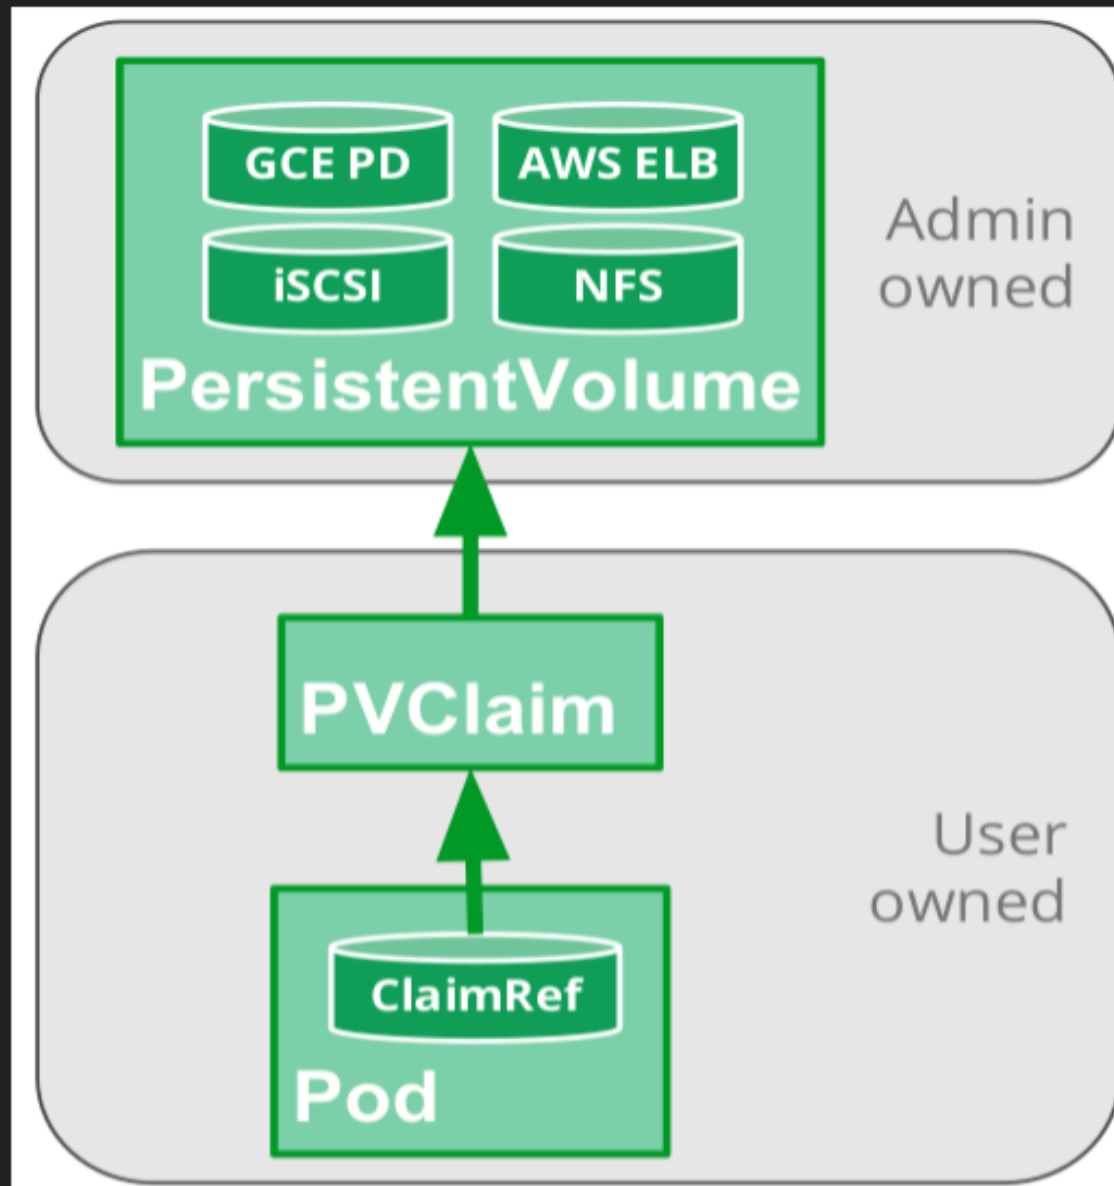 GCE PD
AWS ELB
iSCSI
NFS
PersistentVolume
Admin
owned
PVClaim
User
owned
ClaimRef
Pod